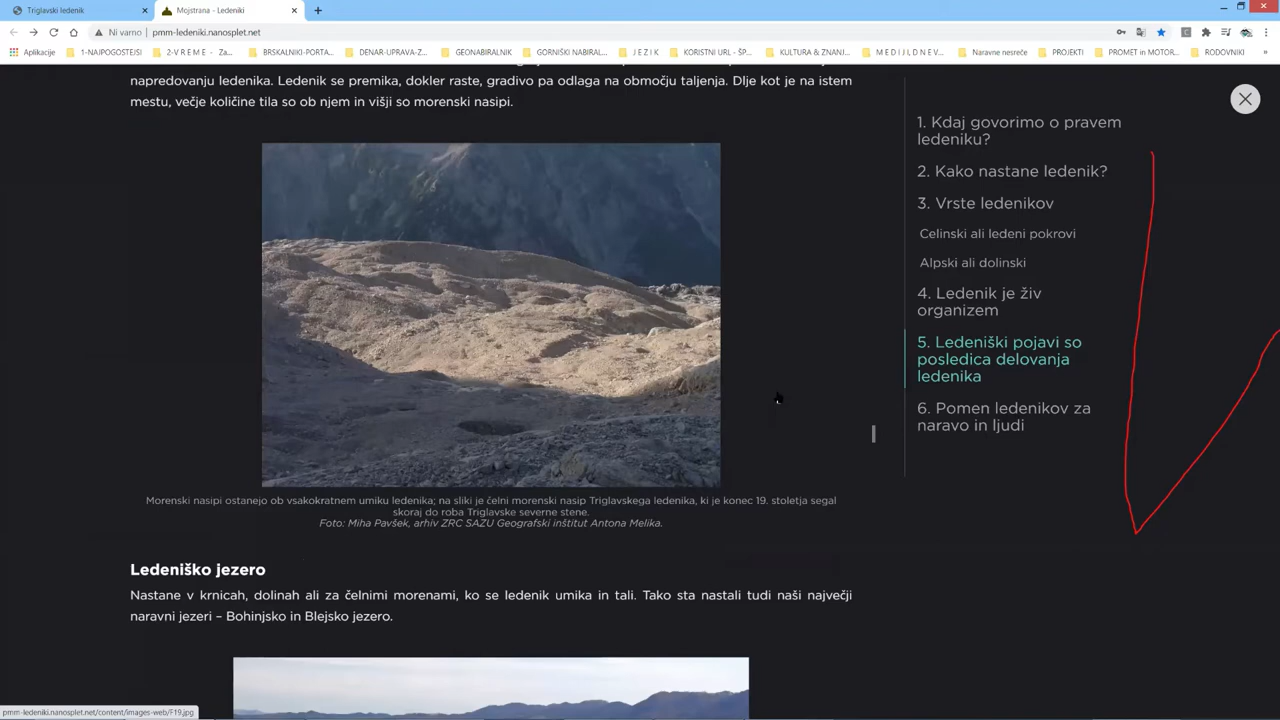 Triglavski ledenik
Mojstrana - Ledeniki
Ni varno | pmm-ledeniki.nanosplet.net
Aplikacije
1-NAJPOGOSTEJSI
2-V R E M E - Za...
BRSKALNIKI-PORTA...
DENAR-UPRAVA-Z...
GEONABIRALNIK
GORNIŠKI NABIRAL...
J E Z I K
KORISTNI URL - ŠP...
KULTURA & ZNANJ...
M E D I J I, D N E V...
Naravne nesreče
PROJEKTI
PROMET in MOTOR...
RODOVNIKI
napredovanju ledenika. Ledenik se premika, dokler raste, gradivo pa odlaga na območju taljenja. Dlje kot je na istem
mestu, večje količine tila so ob njem in višji so morenski nasipi.
Morenski nasipi ostanejo ob vsakokratnem umiku ledenika; na sliki je čelni morenski nasip Triglavskega ledenika, ki je konec 19. stoletja segal
skoraj do roba Triglavske severne stene.
Foto: Miha Pavšek, arhiv ZRC SAZU Geografski inštitut Antona Melika.
Ledeniško jezero
Nastane v krnicah, dolinah ali za čelnimi morenami, ko se ledenik umika in tali. Tako sta nastali tudi naši največji
naravni jezeri – Bohinjsko in Blejsko jezero.
1. Kdaj govorimo o pravem
ledeniku?
2. Kako nastane ledenik?
3. Vrste ledenikov
Celinski ali ledeni pokrovi
Alpski ali dolinski
4. Ledenik je živ
organizem
5. Ledeniški pojavi so
posledica delovanja
ledenika
6. Pomen ledenikov za
naravo in ljudi
pmm-ledeniki.nanosplet.net/content/images-web/F19.jpg